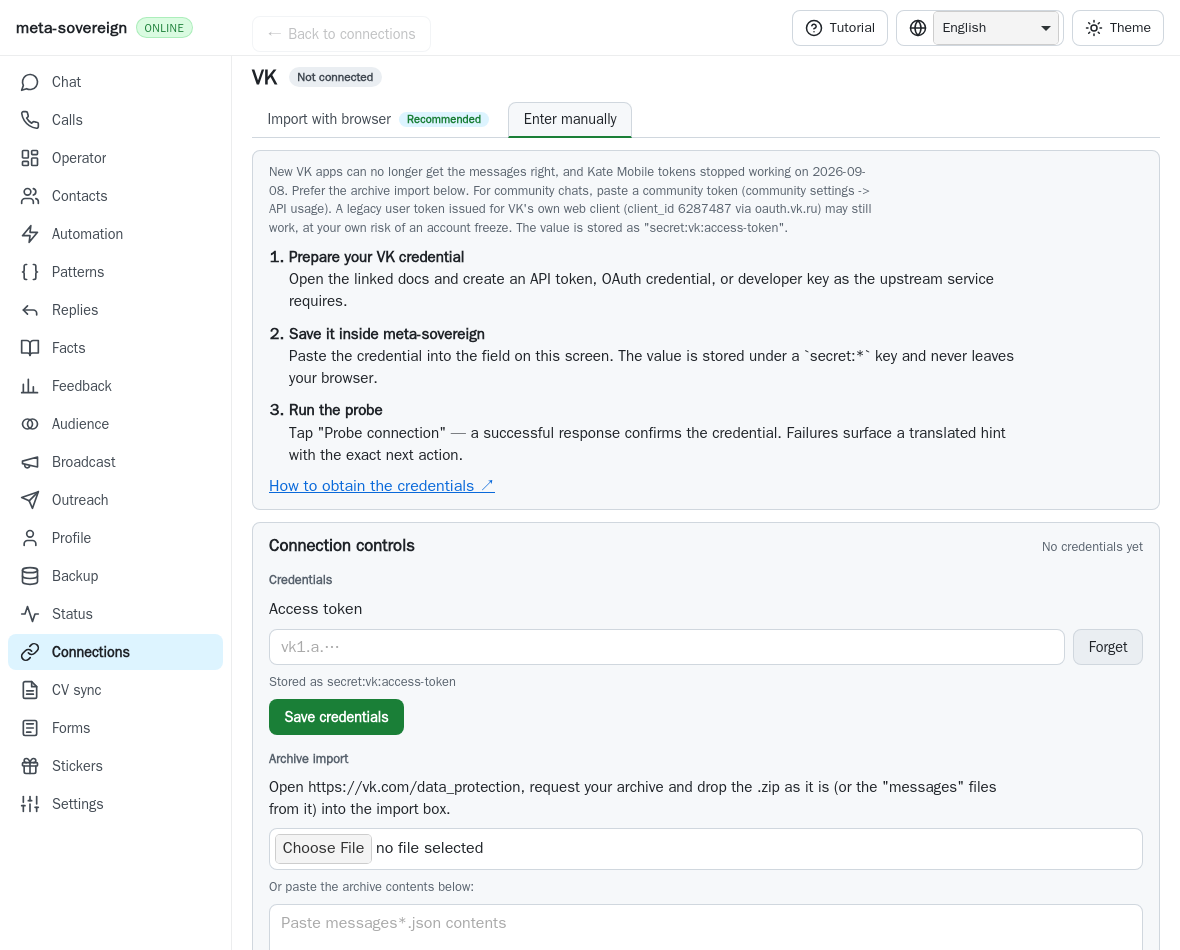 meta-sovereign ONLINE
← Back to connections
Tutorial
English
Theme
Chat
Calls
Operator
Contacts
Automation
Patterns
Replies
Facts
Feedback
Audience
Broadcast
Outreach
Profile
Backup
Status
Connections
CV sync
Forms
Stickers
Settings
VK Not connected
Import with browser Recommended
Enter manually
New VK apps can no longer get the messages right, and Kate Mobile tokens stopped working on 2026-09-
08. Prefer the archive import below. For community chats, paste a community token (community settings ->
API usage). A legacy user token issued for VK's own web client (client_id 6287487 via oauth.vk.ru) may still
work, at your own risk of an account freeze. The value is stored as "secret:vk:access-token".
1. Prepare your VK credential
Open the linked docs and create an API token, OAuth credential, or developer key as the upstream service
requires.
2. Save it inside meta-sovereign
Paste the credential into the field on this screen. The value is stored under a `secret:*` key and never leaves
your browser.
3. Run the probe
Tap "Probe connection" — a successful response confirms the credential. Failures surface a translated hint
with the exact next action.
How to obtain the credentials ↗
Connection controls
No credentials yet
Credentials
Access token
vk1.a.…
Forget
Stored as secret:vk:access-token
Save credentials
Archive import
Open https://vk.com/data_protection, request your archive and drop the .zip as it is (or the "messages" files
from it) into the import box.
Choose File no file selected
Or paste the archive contents below:
Paste messages*.json contents